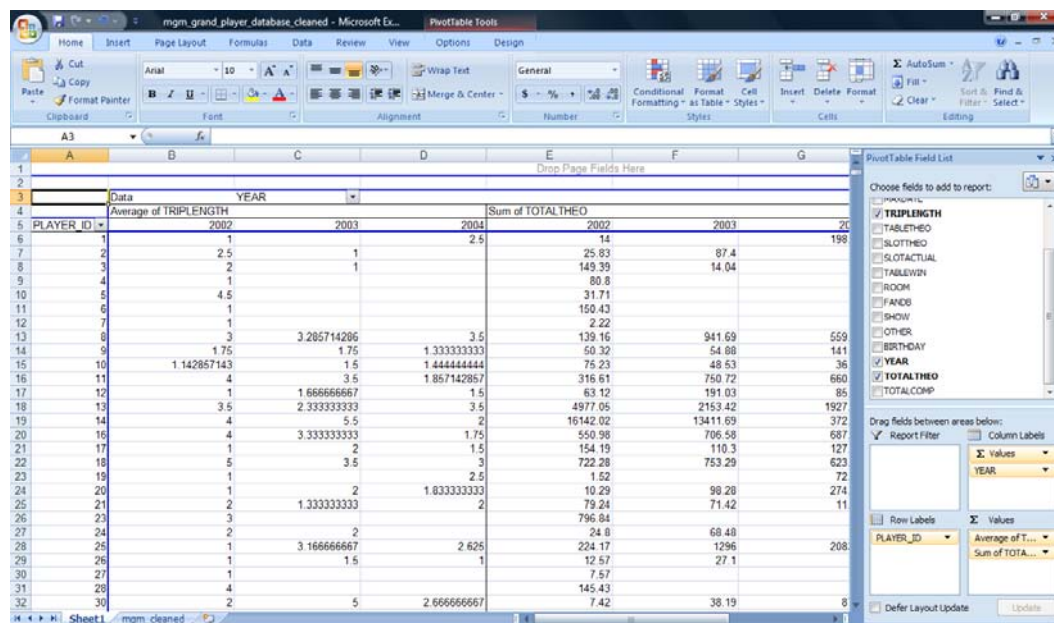 mgm_grand_player_database_cleaned - Microsoft Ex... PivotTable Tools
Home Insert Page Layout Formulas Data Review View Options Design
Cut
Copy
Format Painter
Paste
Arial 10
Wrap Text
Merge & Center
General
Conditional Formatting
Format as Table
Cell Styles
Insert Delete Format
AutoSum
Fill
Clear
Sort & Filter
Find & Select
Clipboard Font Alignment Number Styles Cells Editing
A3 fx
A B C D E F G
1 Drop Page Fields Here
2
3 Data YEAR
4 Average of TRIPLENGTH Sum of TOTALTHEO
5 PLAYER_ID 2002 2003 2004 2002 2003 20
6 1 1 2.5 14 198
7 2 2.5 1 25.83 87.4
8 3 2 1 149.39 14.04
9 4 1 80.8
10 5 4.5 31.71
11 6 1 150.43
12 7 1 2.22
13 8 3 3.285714286 3.5 139.16 941.69 559
14 9 1.75 1.75 1.333333333 50.32 54.88 141
15 10 1.142857143 1.5 1.444444444 75.23 48.53 36
16 11 4 3.5 1.857142857 316.61 750.72 660
17 12 1 1.666666667 1.5 63.12 191.03 85
18 13 3.5 2.333333333 3.5 4977.05 2153.42 1927
19 14 4 5.5 2 16142.02 13411.69 372
20 16 4 3.333333333 1.75 550.98 706.58 687
21 17 1 2 1.5 154.19 110.3 127
22 18 5 3.5 3 722.28 753.29 623
23 19 1 2.5 1.52 72
24 20 1 2 1.833333333 10.29 98.28 274
25 21 2 1.333333333 2 79.24 71.42 11
26 23 3 796.84
27 24 2 2 24.8 68.48
28 25 1 3.166666667 2.625 224.17 1296 208
29 26 1 1.5 1 12.57 27.1
30 27 1 7.57
31 28 4 145.43
32 30 2 5 2.666666667 7.42 38.19 8
Sheet1 mgm_cleaned
PivotTable Field List
Choose fields to add to report:
TRIPLENGTH
TABLETHEO
SLOTTHEO
SLOTACTUAL
TABLEWIN
ROOM
FANDB
SHOW
OTHER
BIRTHDAY
YEAR
TOTALTHEO
TOTALCOMP
Drag fields between areas below:
Report Filter Column Labels
Σ Values
YEAR
Row Labels Σ Values
PLAYER_ID Average of T...
Sum of TOTA...
Defer Layout Update Update